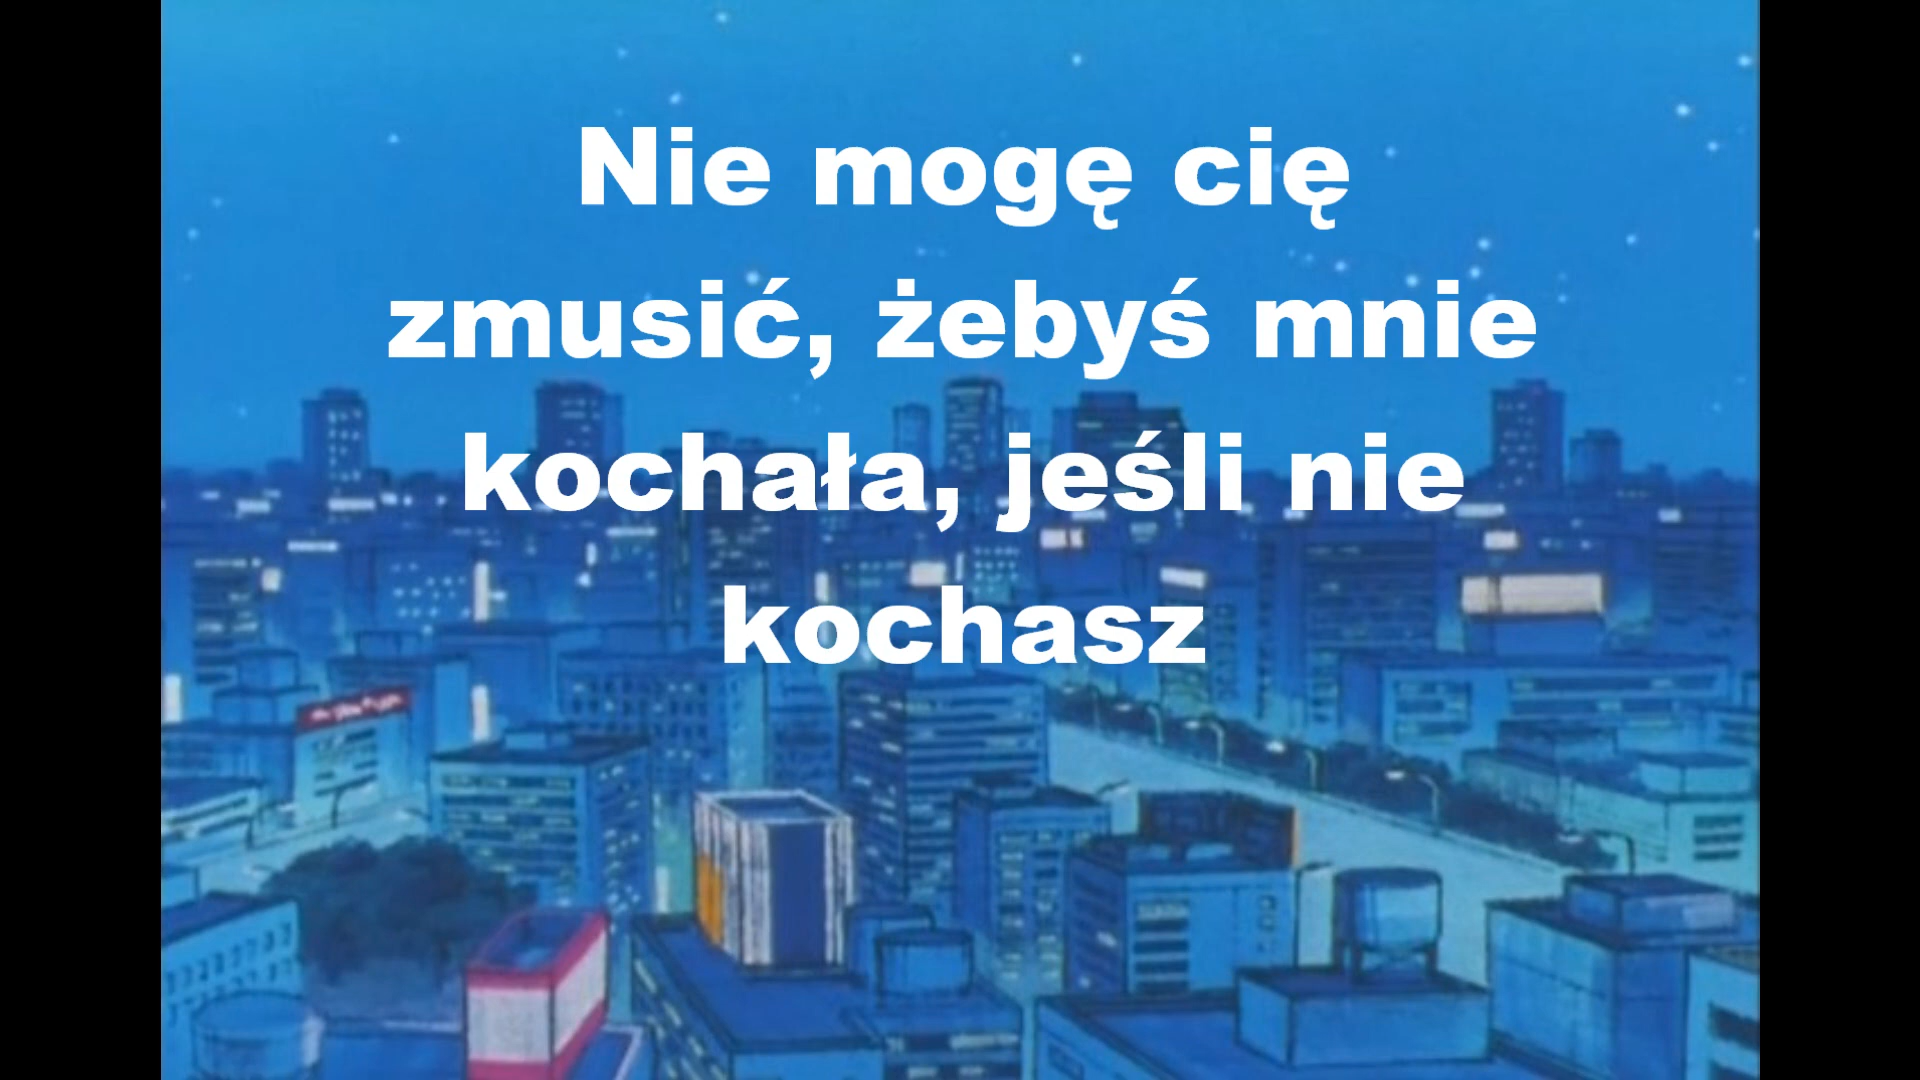 Nie mogę cię
zmusić, żebyś mnie
kochała, jeśli nie
kochasz